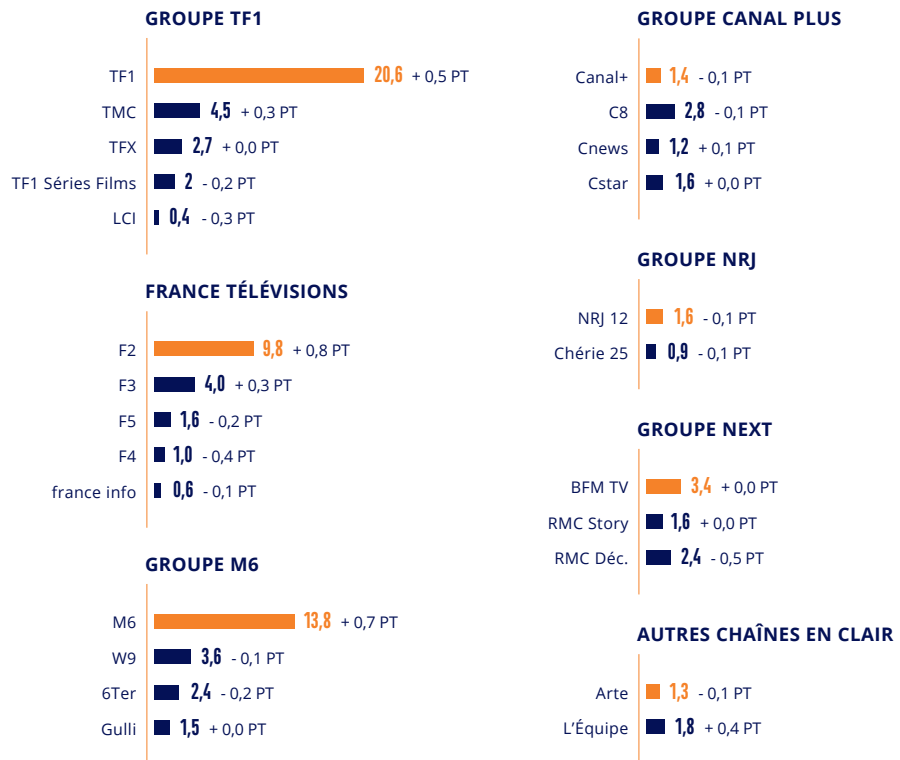 GROUPE TF1
TF1 20,6 + 0,5 PT
TMC 4,5 + 0,3 PT
TFX 2,7 + 0,0 PT
TF1 Séries Films 2 - 0,2 PT
LCI 0,4 - 0,3 PT
FRANCE TÉLÉVISIONS
F2 9,8 + 0,8 PT
F3 4,0 + 0,3 PT
F5 1,6 - 0,2 PT
F4 1,0 - 0,4 PT
france info 0,6 - 0,1 PT
GROUPE M6
M6 13,8 + 0,7 PT
W9 3,6 - 0,1 PT
6Ter 2,4 - 0,2 PT
Gulli 1,5 + 0,0 PT
GROUPE CANAL PLUS
Canal+ 1,4 - 0,1 PT
C8 2,8 - 0,1 PT
Cnews 1,2 + 0,1 PT
Cstar 1,6 + 0,0 PT
GROUPE NRJ
NRJ 12 1,6 - 0,1 PT
Chérie 25 0,9 - 0,1 PT
GROUPE NEXT
BFM TV 3,4 + 0,0 PT
RMC Story 1,6 + 0,0 PT
RMC Déc. 2,4 - 0,5 PT
AUTRES CHAÎNES EN CLAIR
Arte 1,3 - 0,1 PT
L'Équipe 1,8 + 0,4 PT